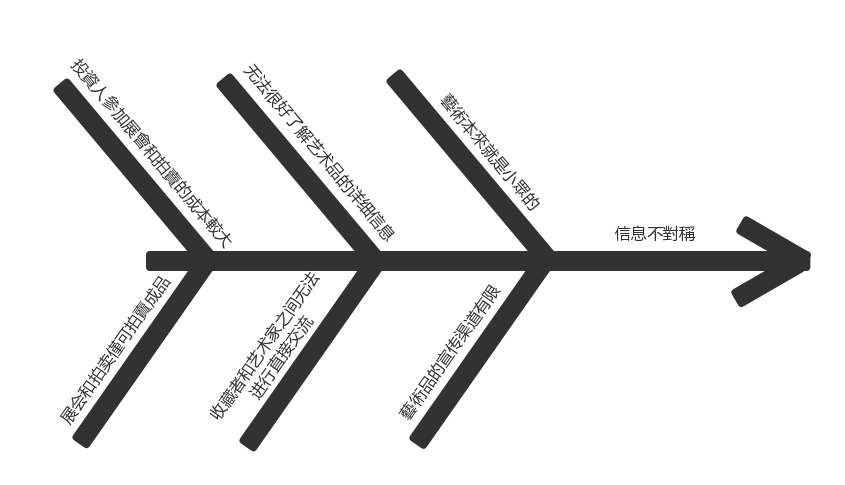 投資人參加展會和拍賣的成本較大
无法很好了解艺术品的详细信息
藝術本來就是小眾的
信息不對稱
展会和拍卖僅可拍賣成品
收藏者和艺术家之间无法
进行直接交流
藝術品的宣传渠道有限